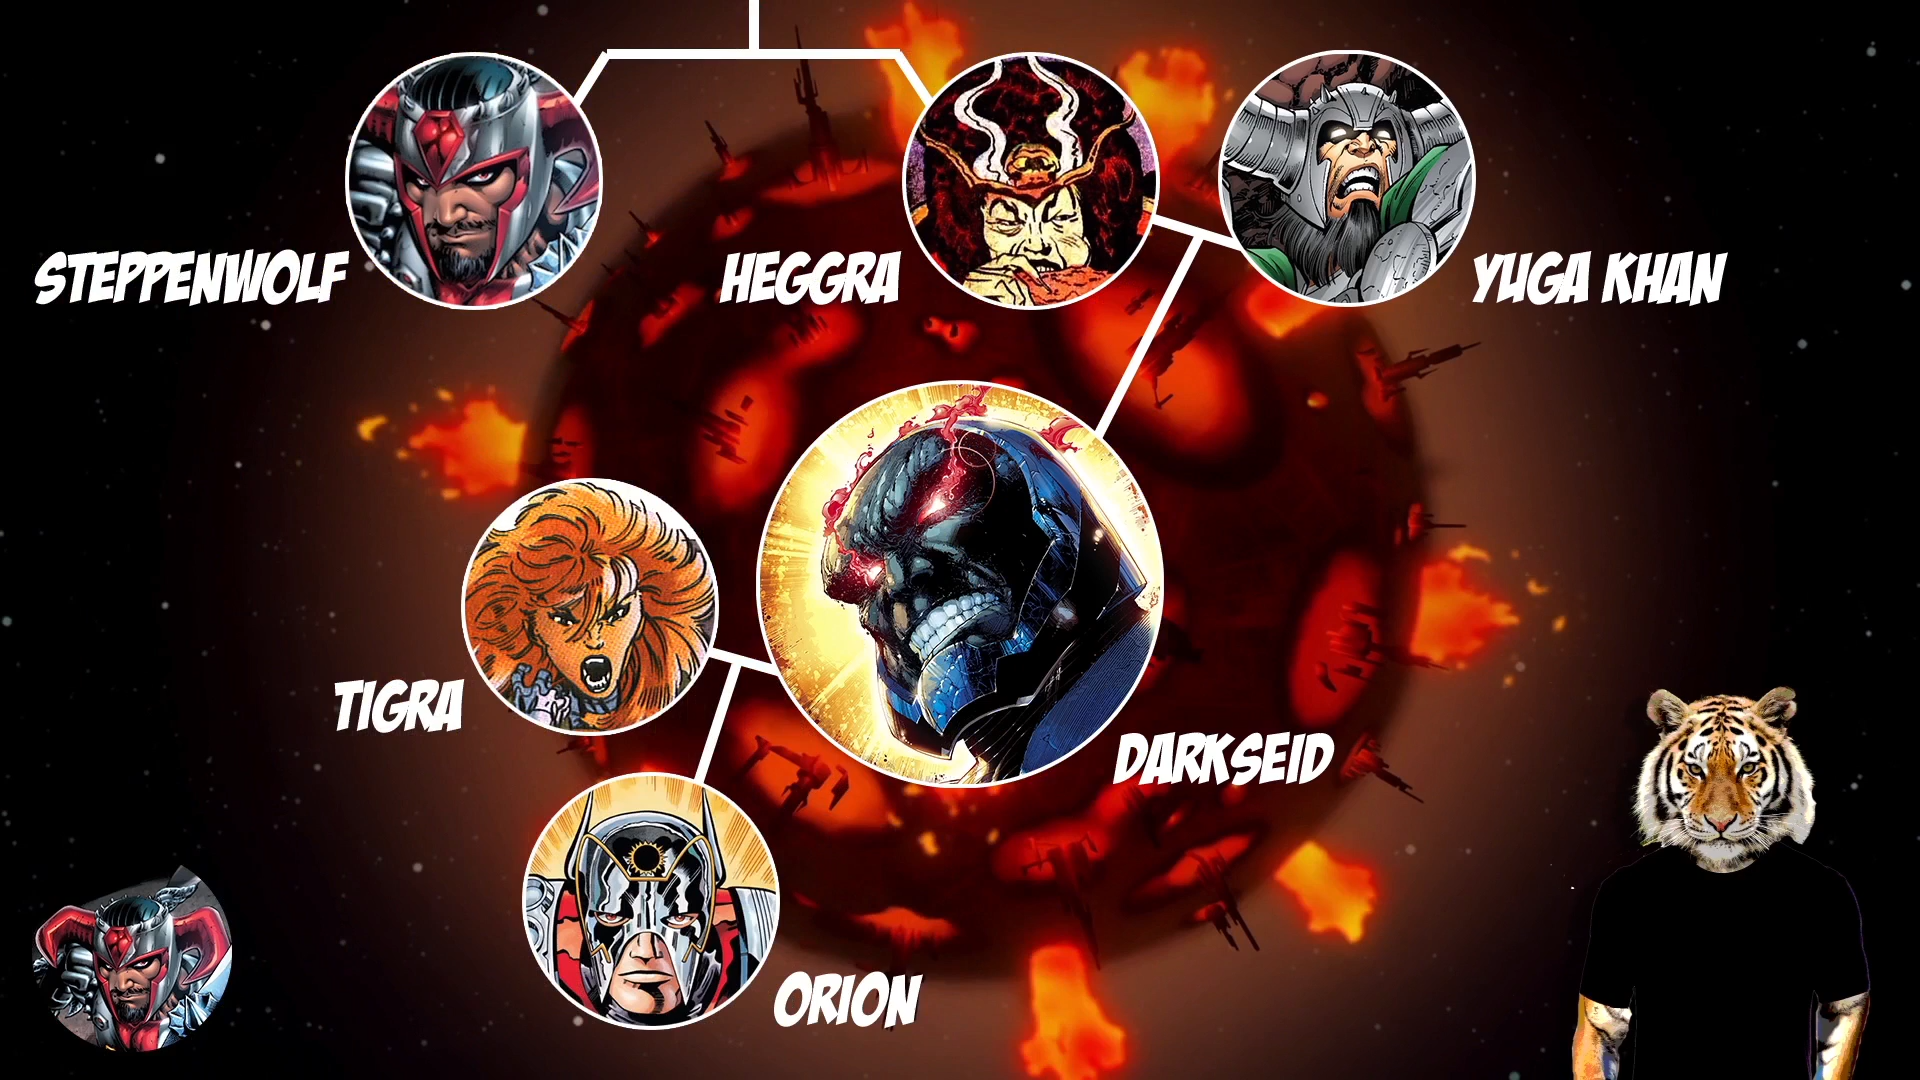 STEPPENWOLF
HEGGRA
YUGA KHAN
TIGRA
DARKSEID
ORION